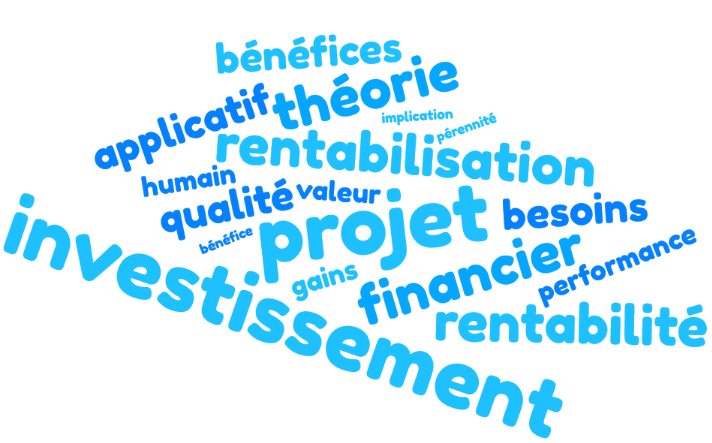 bénéfices
théorie
applicatif
implication
pérennité
rentabilisation
humain
qualité
valeur
projet
besoins
bénéfice
gains
financier
performance
investissement
rentabilité